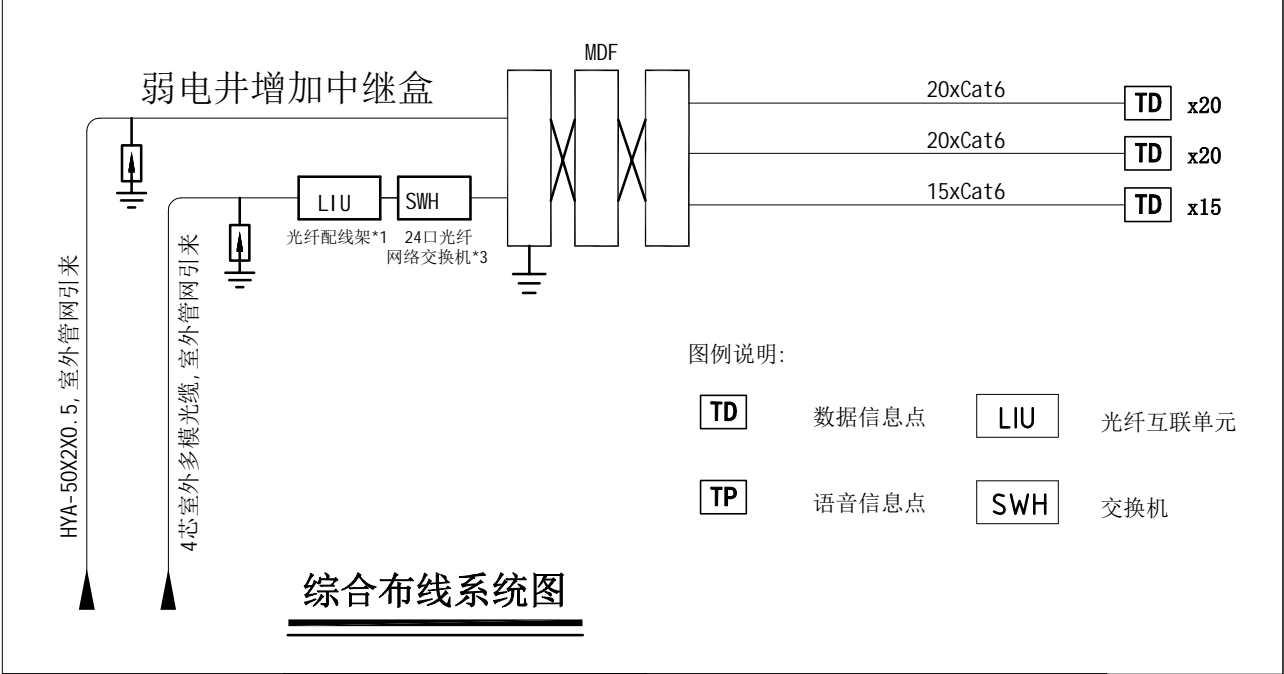 MDF
弱电井增加中继盒
20xCat6
TD x20
20xCat6
TD x20
15xCat6
TD x15
LIU
SWH
光纤配线架*1
24口光纤
网络交换机*3
HYA-50X2X0.5,室外管网引来
4芯室外多模光缆,室外管网引来
图例说明:
TD 数据信息点 LIU 光纤互联单元
TP 语音信息点 SWH 交换机
综合布线系统图